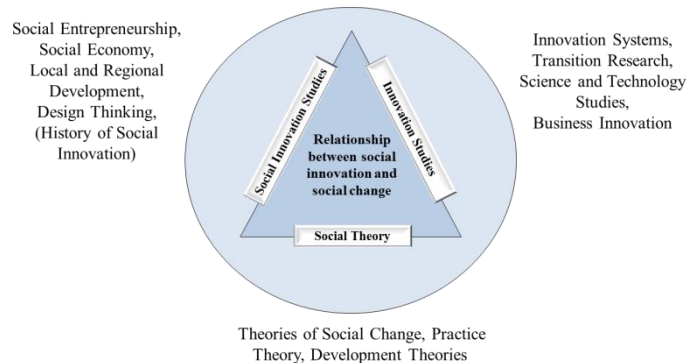 Social Entrepreneurship,
Social Economy,
Local and Regional
Development,
Design Thinking,
(History of Social
Innovation)
Social Innovation Studies
Innovation Studies
Relationship
between social
innovation and
social change
Social Theory
Innovation Systems,
Transition Research,
Science and Technology
Studies,
Business Innovation
Theories of Social Change, Practice
Theory, Development Theories